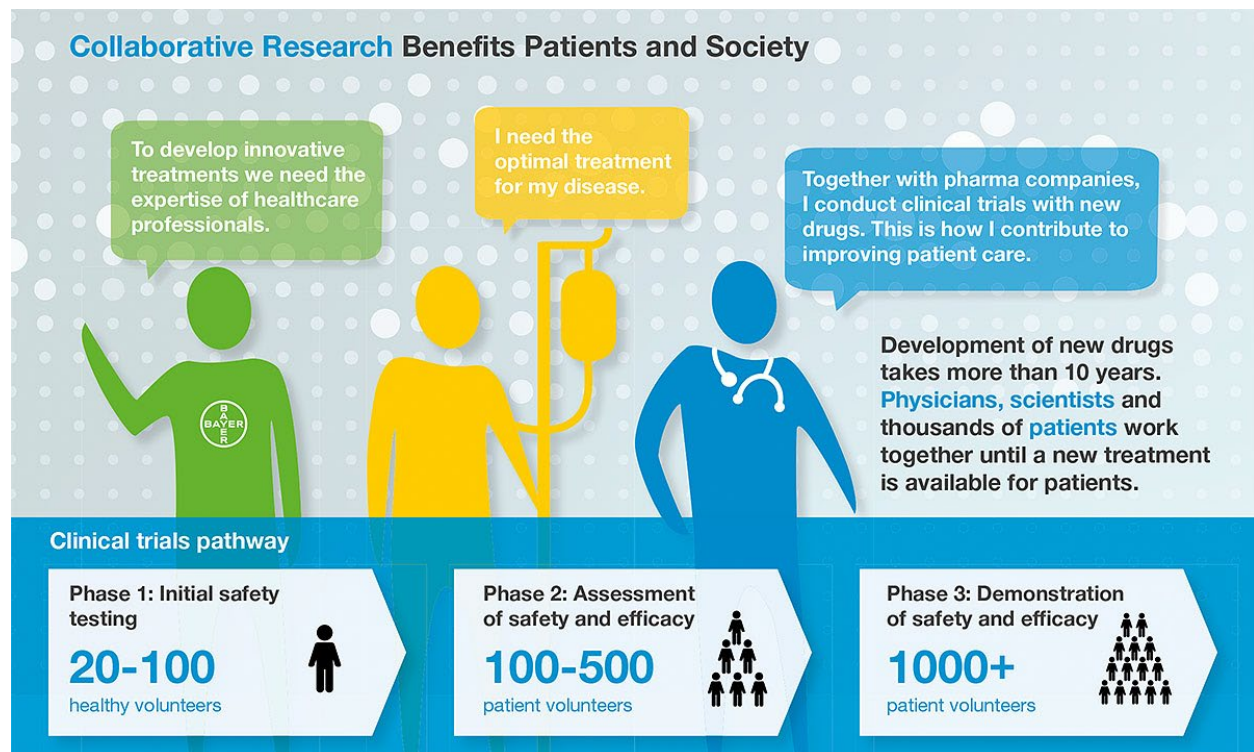 Collaborative Research Benefits Patients and Society
To develop innovative
treatments we need the
expertise of healthcare
professionals.
I need the
optimal treatment
for my disease.
Together with pharma companies,
I conduct clinical trials with new
drugs. This is how I contribute to
improving patient care.
BAYER
BAYER
Development of new drugs
takes more than 10 years.
Physicians, scientists and
thousands of patients work
together until a new treatment
is available for patients.
Clinical trials pathway
Phase 1: Initial safety
testing
20-100
healthy volunteers
Phase 2: Assessment
of safety and efficacy
100-500
patient volunteers
Phase 3: Demonstration
of safety and efficacy
1000+
patient volunteers